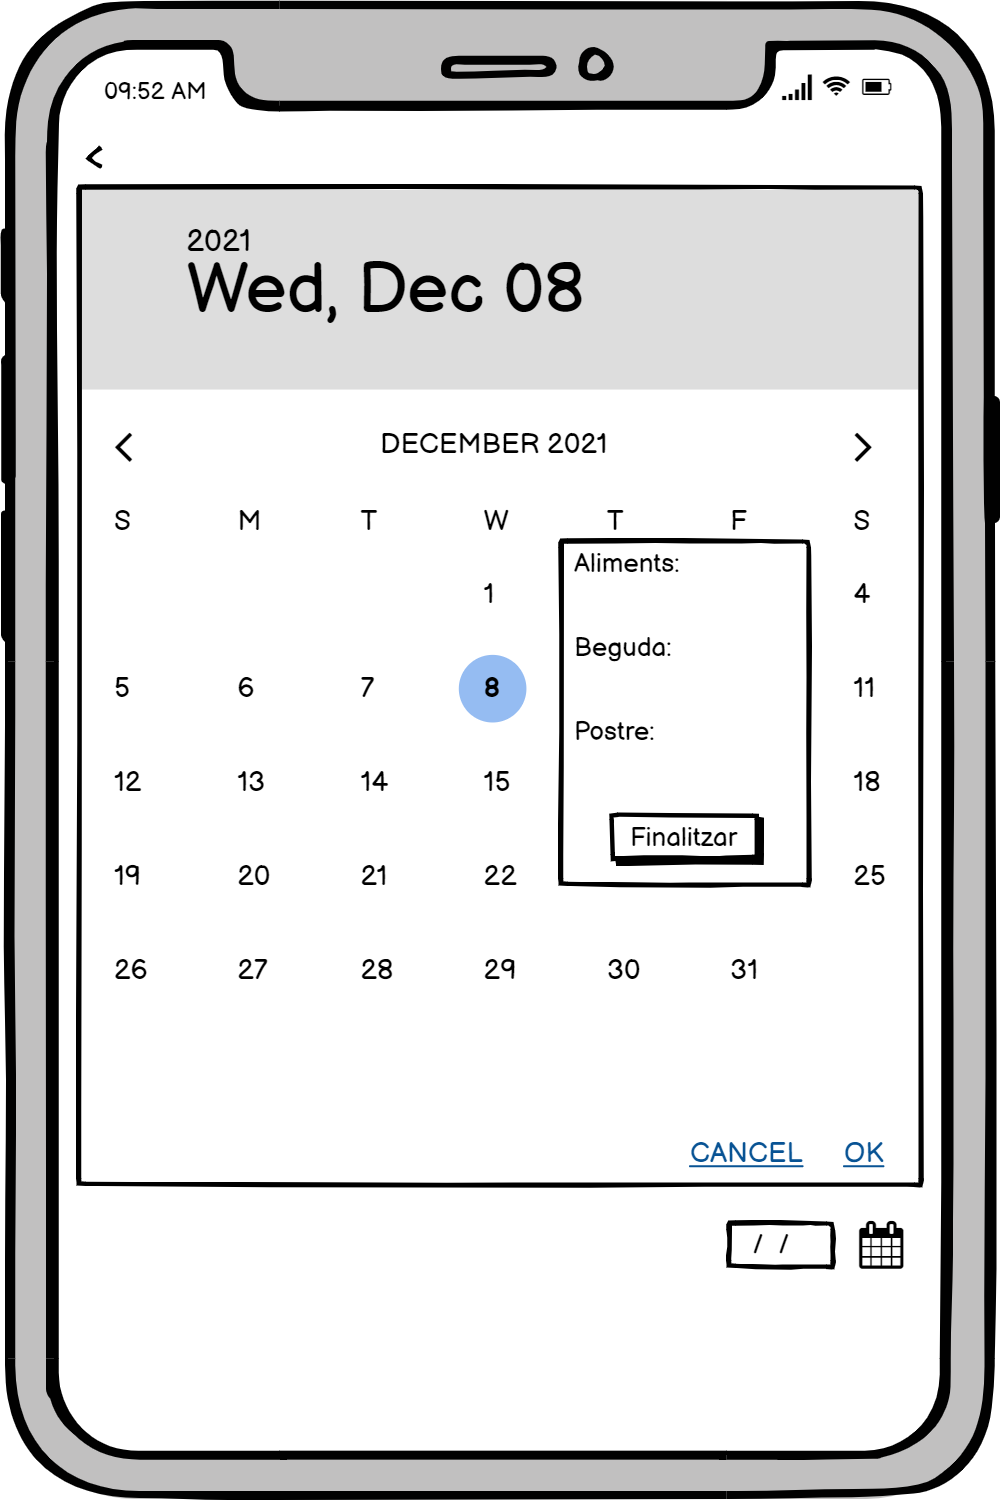 09:52 AM
<
2021
Wed, Dec 08
< DECEMBER 2021 >
S M T W T F S
Aliments:
1 4
Beguda:
5 6 7 8 11
Postre:
12 13 14 15 18
Finalitzar
19 20 21 22 25
26 27 28 29 30 31
CANCEL OK
/ /